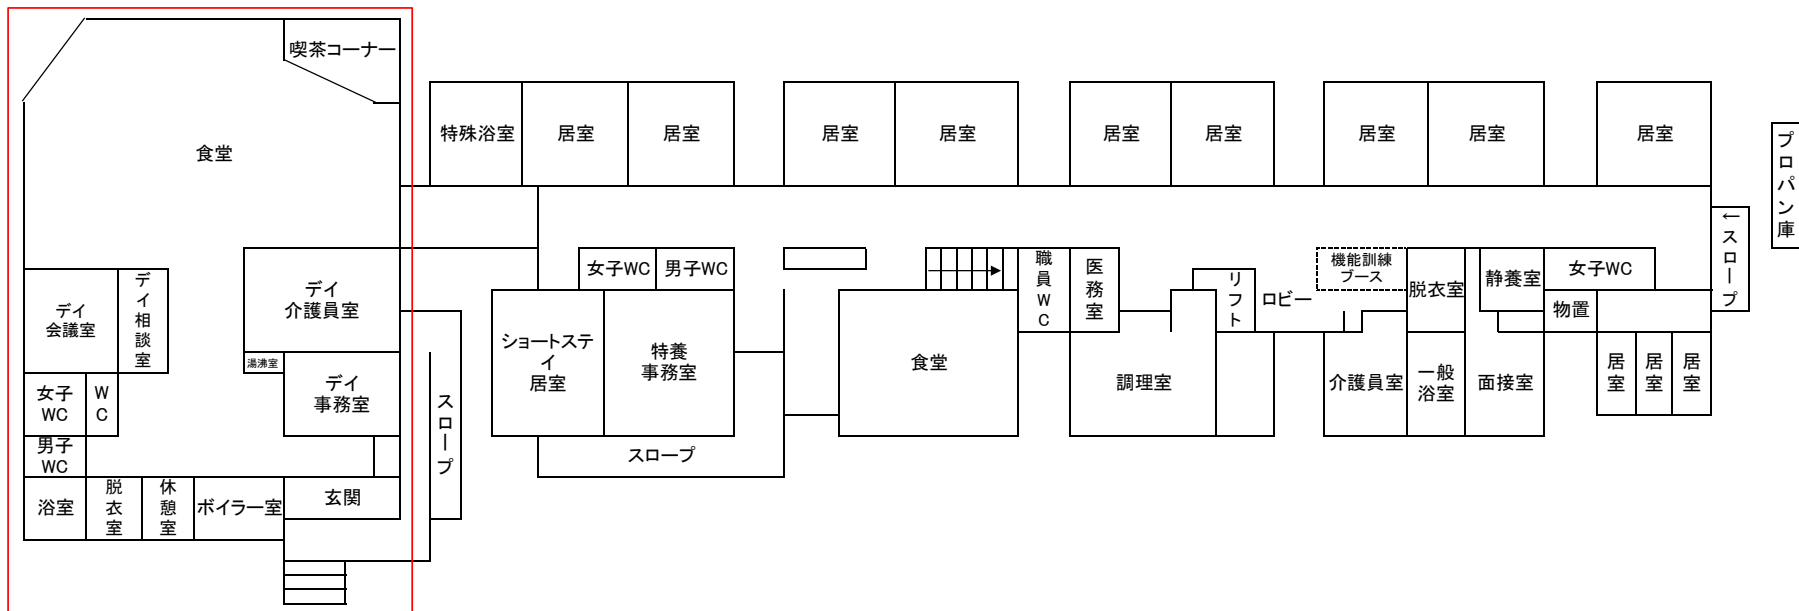 喫茶コーナー
食堂
デイ
会議室
デイ相談室
デイ
介護員室
湯沸室
デイ
事務室
女子
WC
WC
男子
WC
浴室
脱衣室
休憩室
ボイラー室
玄関
スロープ
特殊浴室
居室
居室
居室
居室
居室
居室
居室
居室
居室
プロパン庫
←スロープ
女子WC
男子WC
ショートステ
イ
居室
特養
事務室
スロープ
食堂
職員WC
医務室
調理室
リフト
ロビー
機能訓練
ブース
脱衣室
静養室
女子WC
物置
介護員室
一般
浴室
面接室
居室
居室
居室